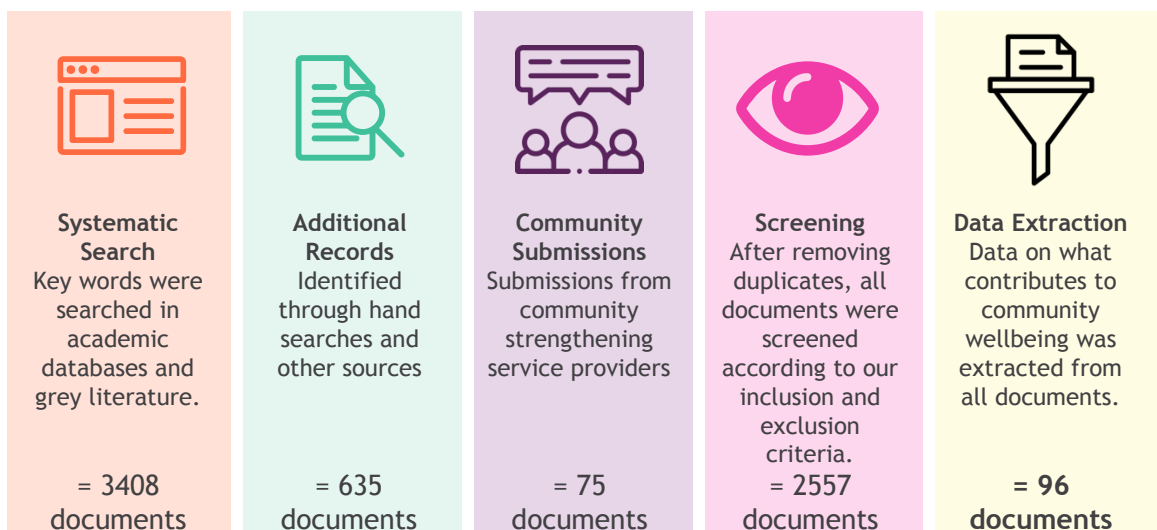 Systematic
Search
Key words were
searched in
academic
databases and
grey literature.
= 3408
documents
Additional
Records
Identified
through hand
searches and
other sources
= 635
documents
Community
Submissions
Submissions from
community
strengthening
service providers
= 75
documents
Screening
After removing
duplicates, all
documents were
screened
according to our
inclusion and
exclusion
criteria.
= 2557
documents
Data Extraction
Data on what
contributes to
community
wellbeing was
extracted from
all documents.
= 96
documents